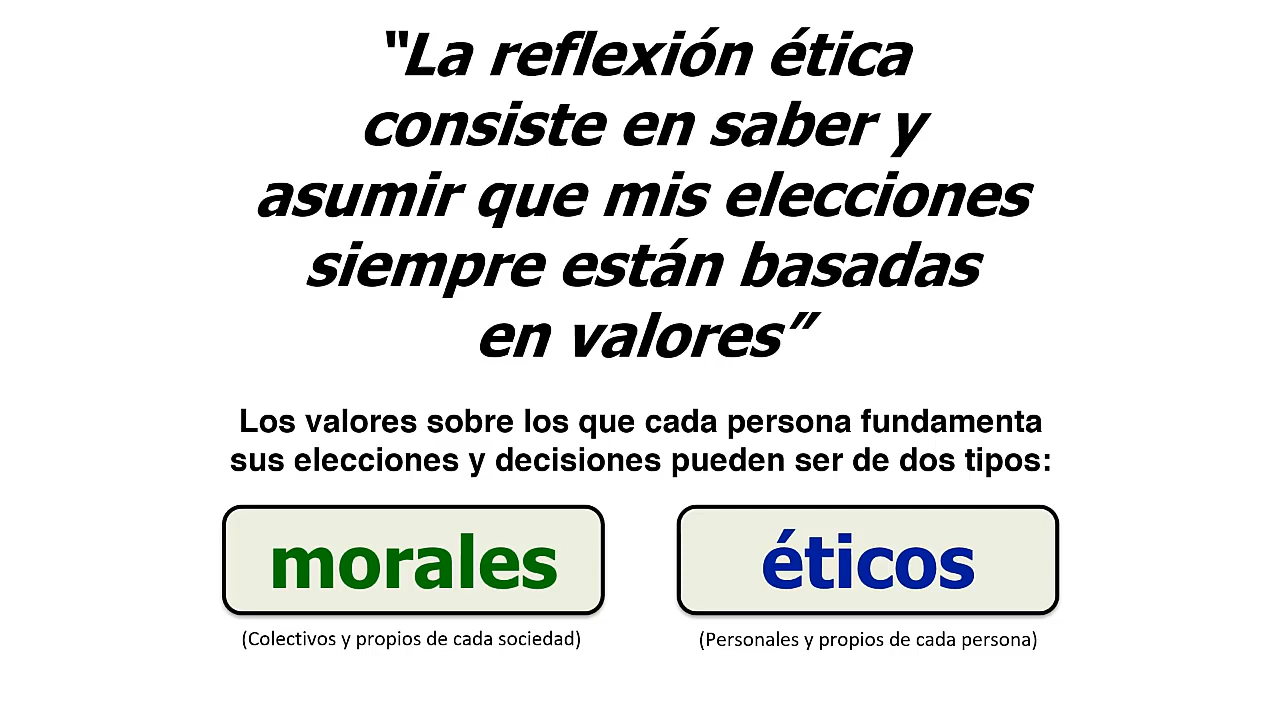 “La reflexión ética
consiste en saber y
asumir que mis elecciones
siempre están basadas
en valores”
Los valores sobre los que cada persona fundamenta
sus elecciones y decisiones pueden ser de dos tipos:
morales
éticos
(Colectivos y propios de cada sociedad)
(Personales y propios de cada persona)